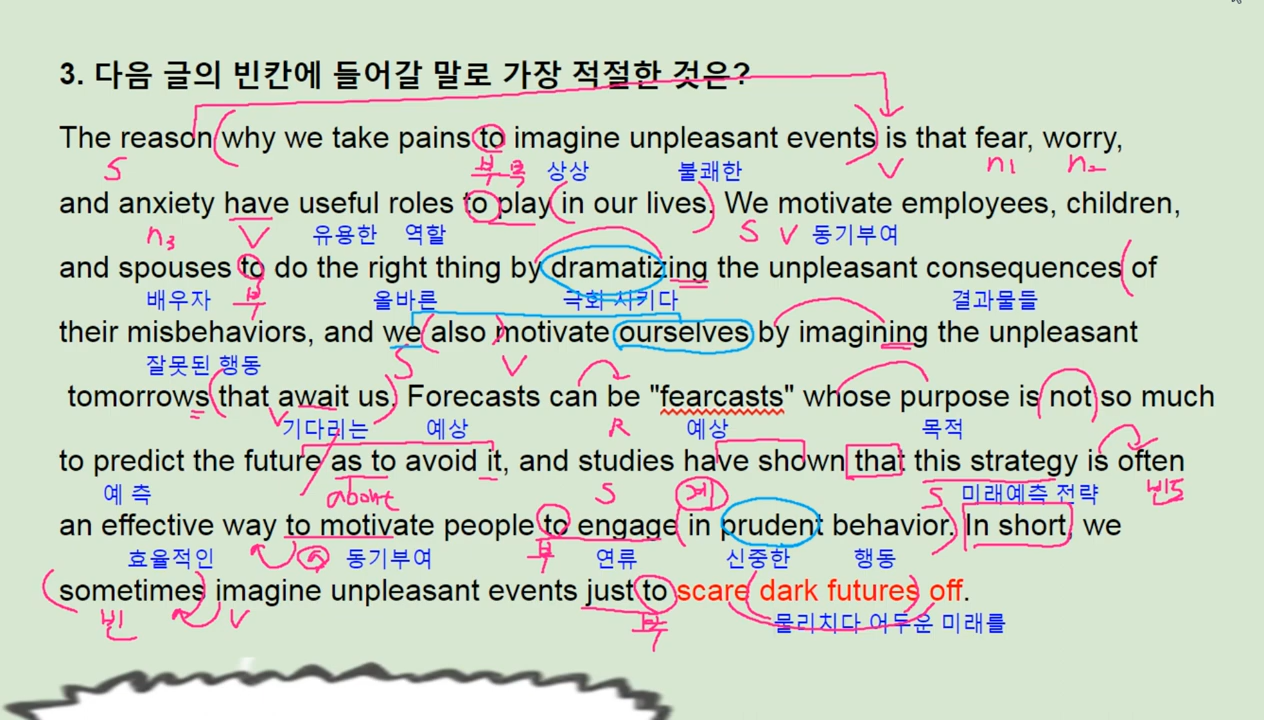 3. 다음 글의 빈칸에 들어갈 말로 가장 적절한 것은?
The reason why we take pains to imagine unpleasant events is that fear, worry,
S 부 목 상상 불쾌한 V n1 n2
and anxiety have useful roles to play in our lives. We motivate employees, children,
n3 V 유용한 역할 S V 동기부여
and spouses to do the right thing by dramatizing the unpleasant consequences of
배우자 부 올바른 극화 시키다 결과물들
their misbehaviors, and we also motivate ourselves by imagining the unpleasant
잘못된 행동 S V
tomorrows that await us. Forecasts can be "fearcasts" whose purpose is not so much
V 기다리는 예상 R 예상 목적
to predict the future as to avoid it, and studies have shown that this strategy is often
예 측 about S 계 S 미래예측 전략 빈도
an effective way to motivate people to engage in prudent behavior. In short, we
효율적인 동기부여 부 연류 신중한 행동
sometimes imagine unpleasant events just to scare dark futures off.
빈 V 부 물리치다 어두운 미래를